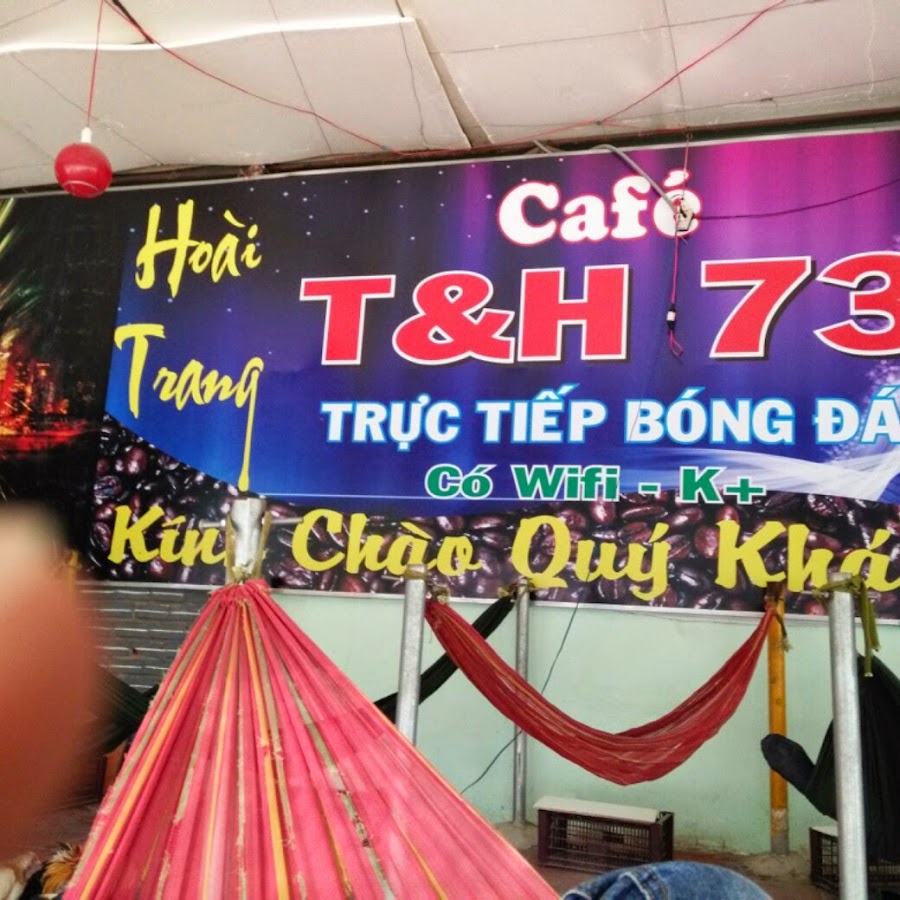 Hoài
Trang
Café
T&H 73
TRỰC TIẾP BÓNG ĐÁ
Có Wifi - K+
Chào Quý